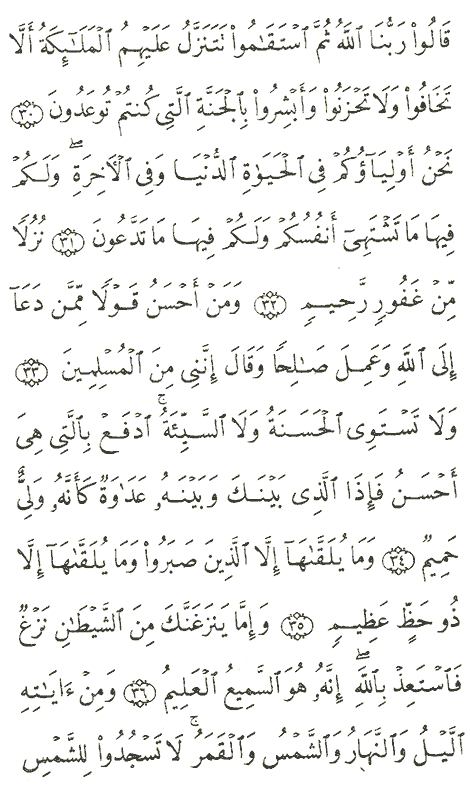 قَالُوا۟ رَبُّنَا ٱللَّهُ ثُمَّ ٱسْتَقَٰمُوا۟ تَتَنَزَّلُ عَلَيْهِمُ ٱلْمَلَٰٓئِكَةُ أَلَّا
تَخَافُوا۟ وَلَا تَحْزَنُوا۟ وَأَبْشِرُوا۟ بِٱلْجَنَّةِ ٱلَّتِى كُنتُمْ تُوعَدُونَ ٣٠
نَحْنُ أَوْلِيَآؤُكُمْ فِى ٱلْحَيَوٰةِ ٱلدُّنْيَا وَفِى ٱلْءَاخِرَةِ ۖ وَلَكُمْ
فِيهَا مَا تَشْتَهِىٓ أَنفُسُكُمْ وَلَكُمْ فِيهَا مَا تَدَّعُونَ ٣١ نُزُلًا
مِّنْ غَفُورٍ رَّحِيمٍ ٣٢ وَمَنْ أَحْسَنُ قَوْلًا مِّمَّن دَعَآ
إِلَى ٱللَّهِ وَعَمِلَ صَٰلِحًا وَقَالَ إِنَّنِى مِنَ ٱلْمُسْلِمِينَ ٣٣
وَلَا تَسْتَوِى ٱلْحَسَنَةُ وَلَا ٱلسَّيِّئَةُ ۚ ٱدْفَعْ بِٱلَّتِى هِىَ
أَحْسَنُ فَإِذَا ٱلَّذِى بَيْنَكَ وَبَيْنَهُۥ عَدَٰوَةٌ كَأَنَّهُۥ وَلِىٌّ
حَمِيمٌ ٣٤ وَمَا يُلَقَّىٰهَآ إِلَّا ٱلَّذِينَ صَبَرُوا۟ وَمَا يُلَقَّىٰهَآ إِلَّا
ذُو حَظٍّ عَظِيمٍ ٣٥ وَإِمَّا يَنزَغَنَّكَ مِنَ ٱلشَّيْطَٰنِ نَزْغٌ
فَٱسْتَعِذْ بِٱللَّهِ ۖ إِنَّهُۥ هُوَ ٱلسَّمِيعُ ٱلْعَلِيمُ ٣٦ وَمِنْ ءَايَٰتِهِ
ٱلَّيْلُ وَٱلنَّهَارُ وَٱلشَّمْسُ وَٱلْقَمَرُ ۚ لَا تَسْجُدُوا۟ لِلشَّمْسِ